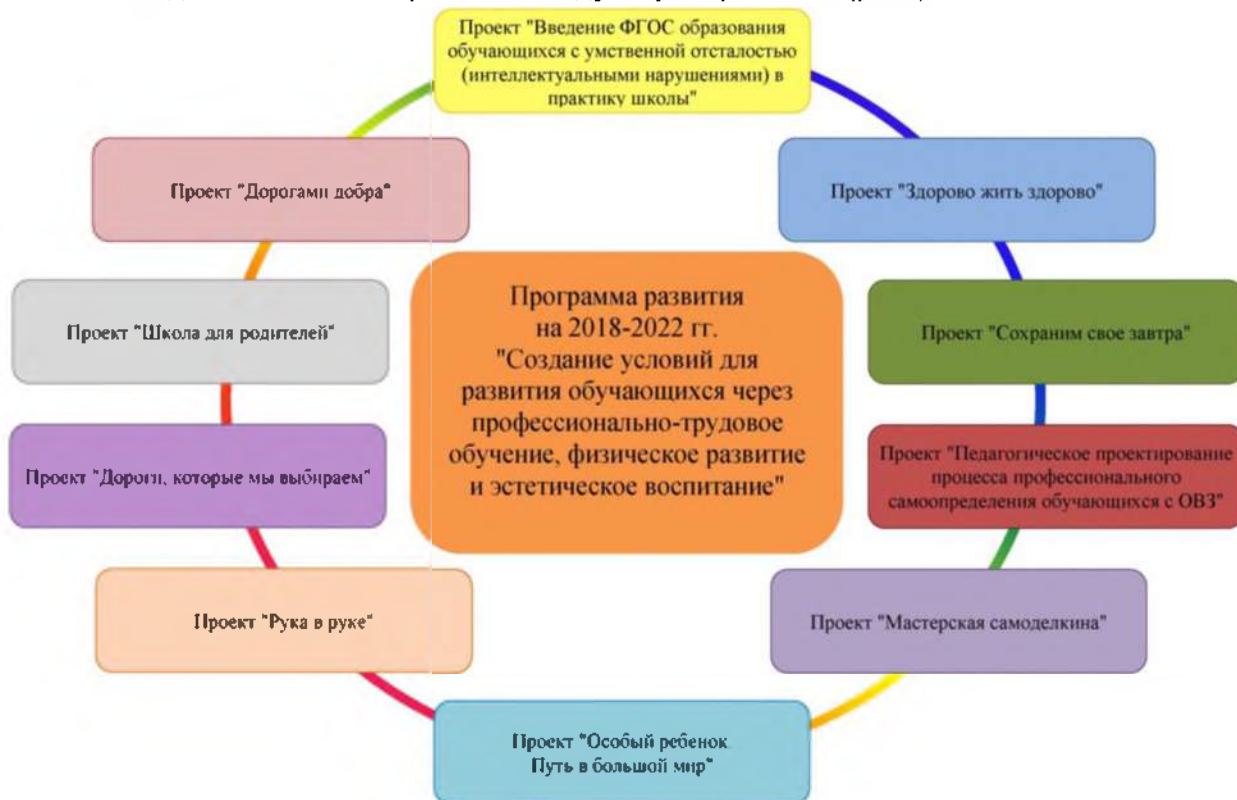 Проект "Введение ФГОС образования
обучающихся с умственной отсталостью
(интеллектуальными нарушениями) в
практику школы"
Проект "Дорогами добра"
Проект "Здорово жить здорово"
Программа развития
на 2018-2022 гг.
"Создание условий для
развития обучающихся через
профессионально-трудовое
обучение, физическое развитие
и эстетическое воспитание"
Проект "Школа для родителей"
Проект "Сохраним свое завтра"
Проект "Дороги, которые мы выбираем"
Проект "Педагогическое проектирование
процесса профессионального
самоопределения обучающихся с ОВЗ"
Проект "Рука в руке"
Проект "Мастерская самоделкина"
Проект "Особый ребенок
Путь в большой мир"